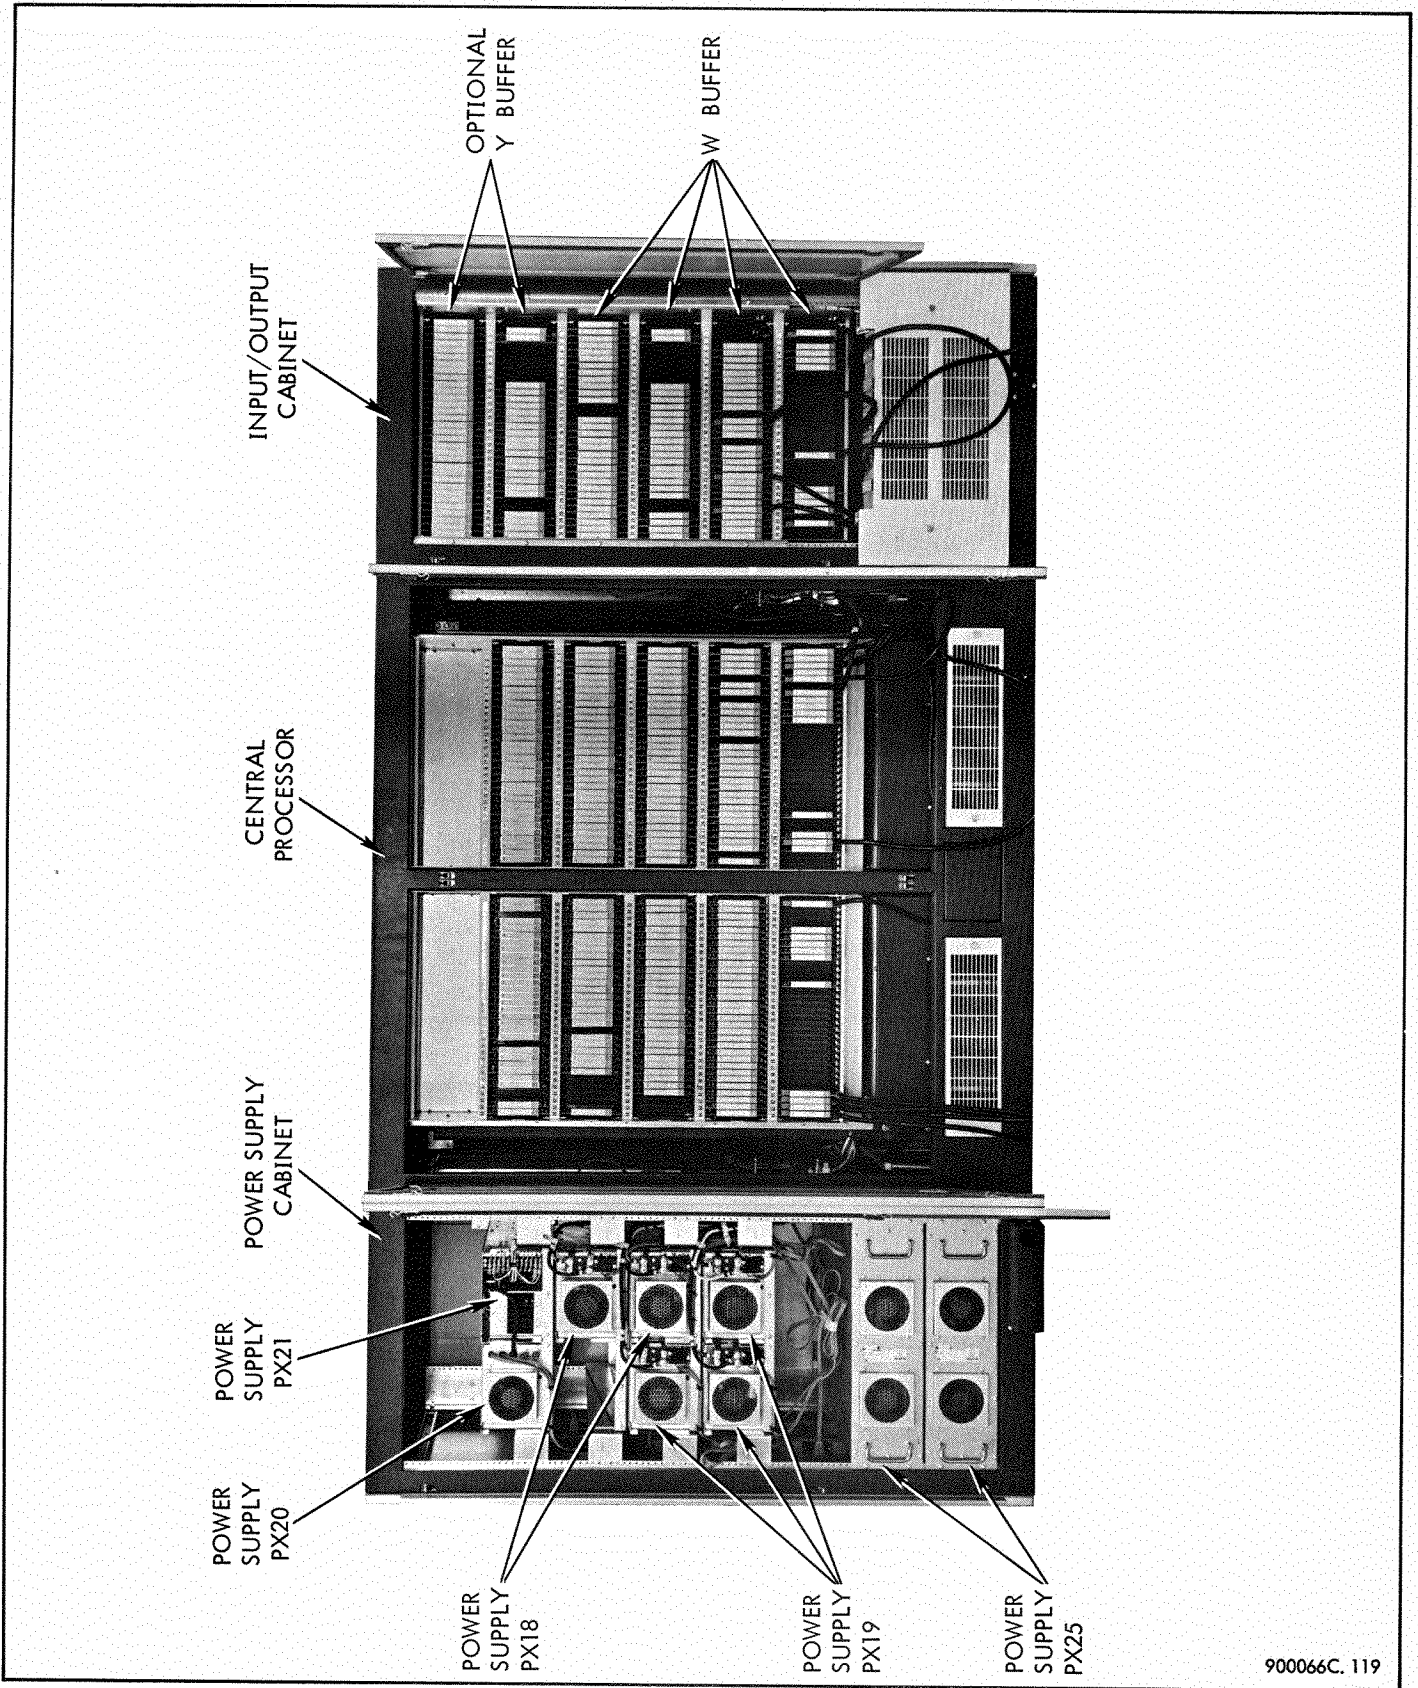 POWER
SUPPLY
PX20
POWER
SUPPLY
PX21
POWER SUPPLY
CABINET
CENTRAL
PROCESSOR
INPUT/OUTPUT
CABINET
OPTIONAL
Y BUFFER
W BUFFER
POWER
SUPPLY
PX18
POWER
SUPPLY
PX19
POWER
SUPPLY
PX25
900066C. 119